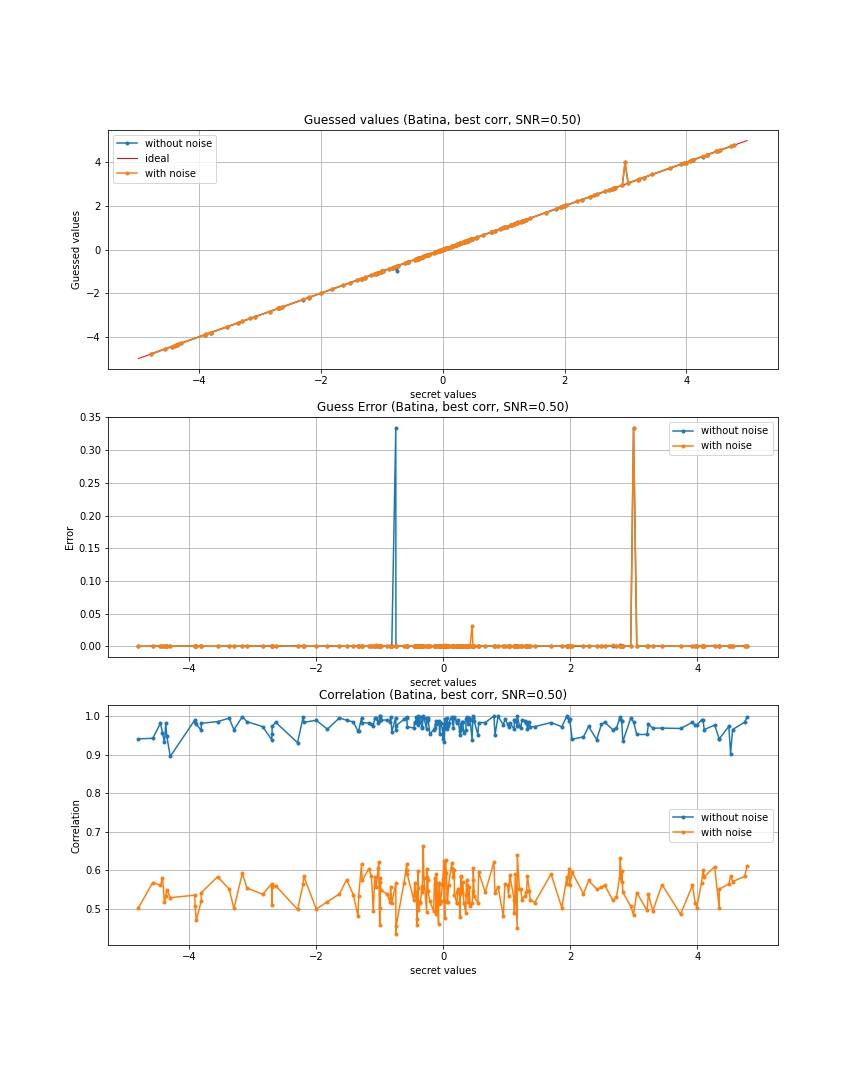 Guessed values (Batina, best corr, SNR=0.50)
without noise
ideal
with noise
Guessed values
4
2
0
−2
−4
−4 −2 0 2 4
secret values
Guess Error (Batina, best corr, SNR=0.50)
without noise
with noise
Error
0.35
0.30
0.25
0.20
0.15
0.10
0.05
0.00
−4 −2 0 2 4
secret values
Correlation (Batina, best corr, SNR=0.50)
without noise
with noise
Correlation
1.0
0.9
0.8
0.7
0.6
0.5
−4 −2 0 2 4
secret values